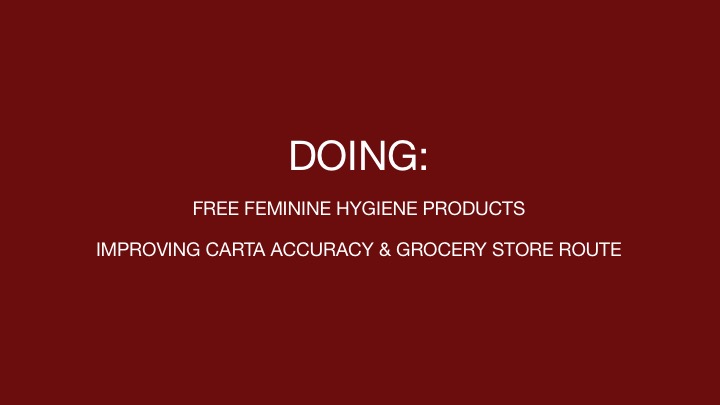 DOING:
FREE FEMININE HYGIENE PRODUCTS
IMPROVING CARTA ACCURACY & GROCERY STORE ROUTE